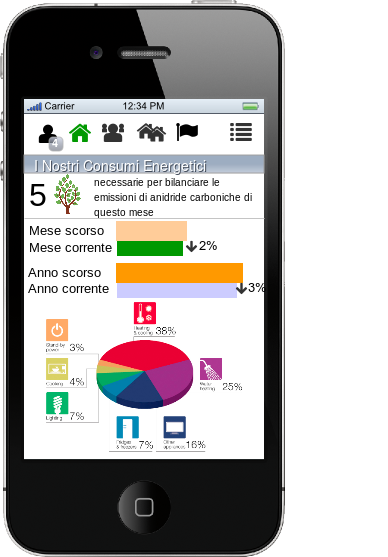 Carrier 12:34 PM
4
I Nostri Consumi Energetici
5 necessarie per bilanciare le
emissioni di anidride carboniche di
questo mese
Mese scorso
Mese corrente 2%
Anno scorso
Anno corrente 3%
Heating
& cooling 38%
Stand by
power 3%
Cooking 4%
Lighting 7%
Water
heating 25%
Fridges
& freezers 7%
Other
appliances 16%